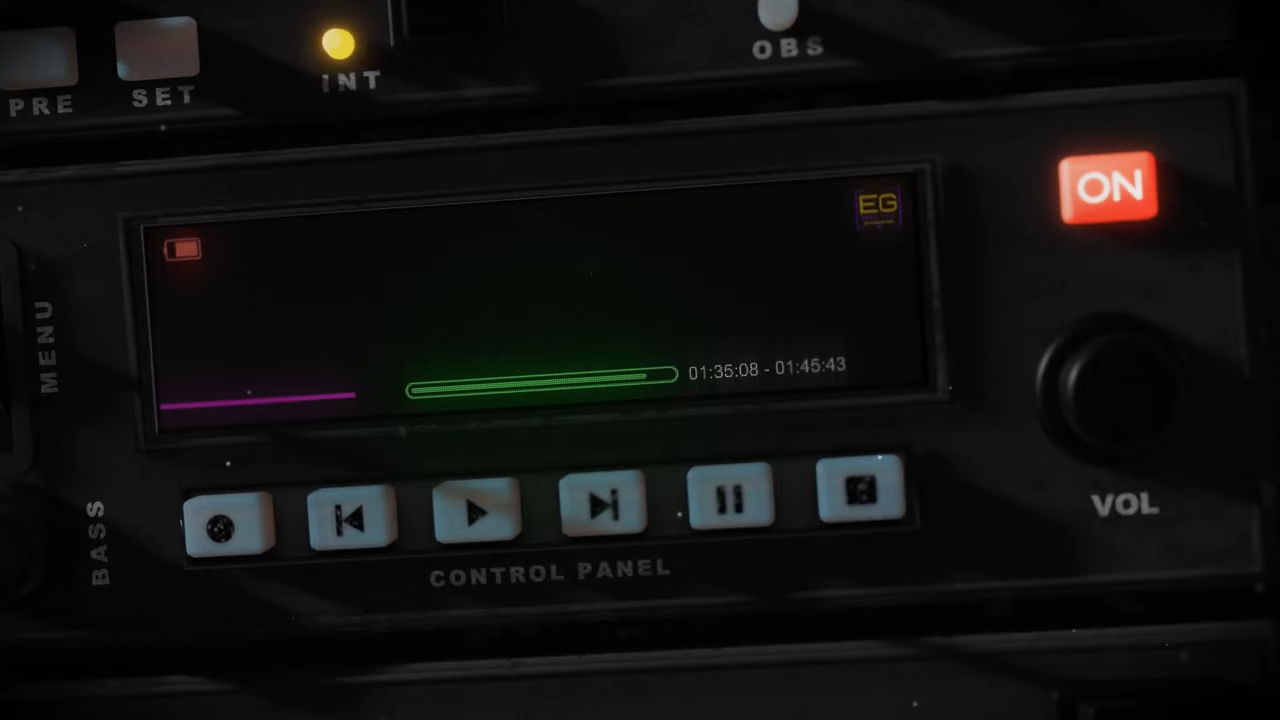 PRE
SET
INT
OBS
ON
EG
MENU
01:35:08 - 01:45:43
BASS
VOL
CONTROL PANEL